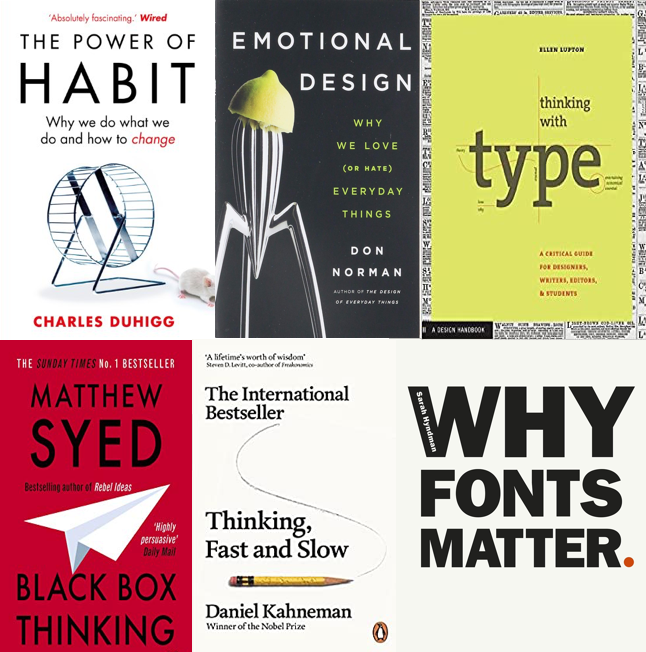 'Absolutely fascinating.' Wired
THE POWER OF
HABIT
Why we do what we
do and how to change
CHARLES DUHIGG
EMOTIONAL
DESIGN
WHY
WE LOVE
(OR HATE)
EVERYDAY
THINGS
DON
NORMAN
AUTHOR OF THE DESIGN
OF EVERYDAY THINGS
ELLEN LUPTON
thinking
with
type
A CRITICAL GUIDE
FOR DESIGNERS,
WRITERS, EDITORS,
& STUDENTS
A DESIGN HANDBOOK
THE SUNDAY TIMES No. 1 BESTSELLER
MATTHEW
SYED
Bestselling author of Rebel Ideas
'Highly
persuasive'
Daily Mail
BLACK BOX
THINKING
'A lifetime's worth of wisdom'
Steven D. Levitt, co-author of Freakonomics
The International
Bestseller
Thinking,
Fast and Slow
Daniel Kahneman
Winner of the Nobel Prize
Sarah Hyndman
WHY
FONTS
MATTER.